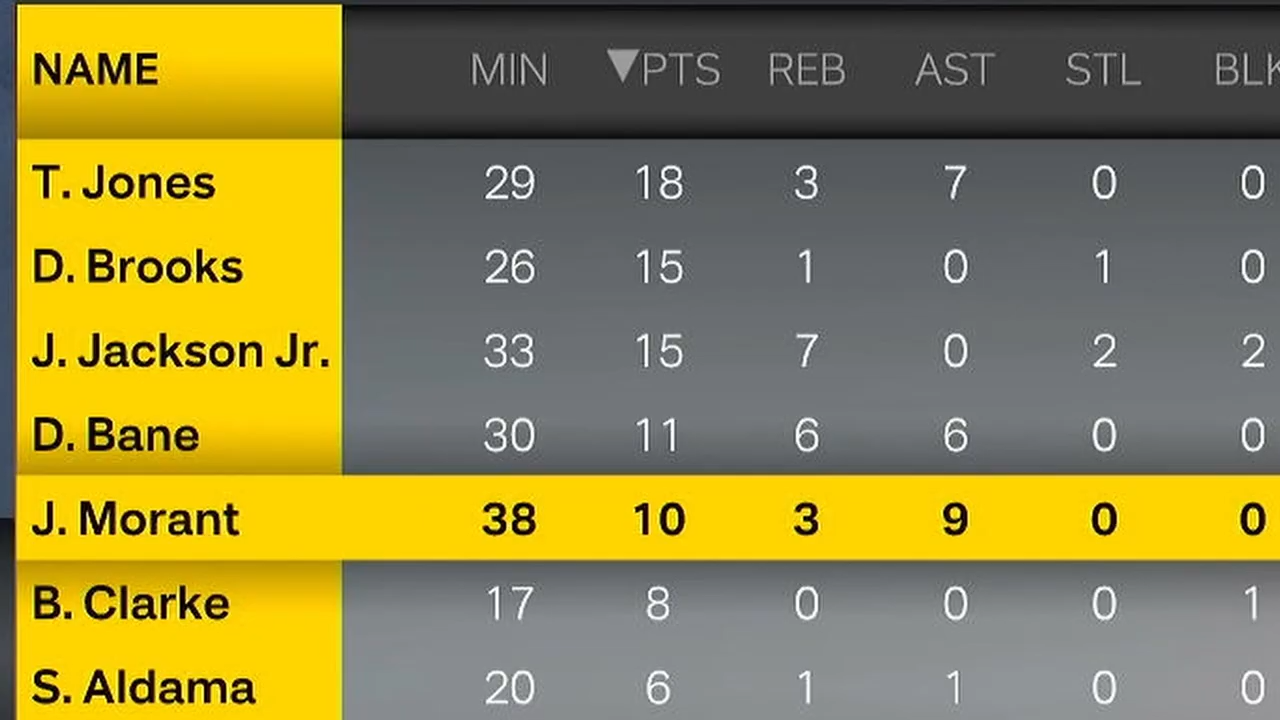 NAME MIN ▼PTS REB AST STL BLK
T. Jones 29 18 3 7 0 0
D. Brooks 26 15 1 0 1 0
J. Jackson Jr. 33 15 7 0 2 2
D. Bane 30 11 6 6 0 0
J. Morant 38 10 3 9 0 0
B. Clarke 17 8 0 0 0 1
S. Aldama 20 6 1 1 0 0